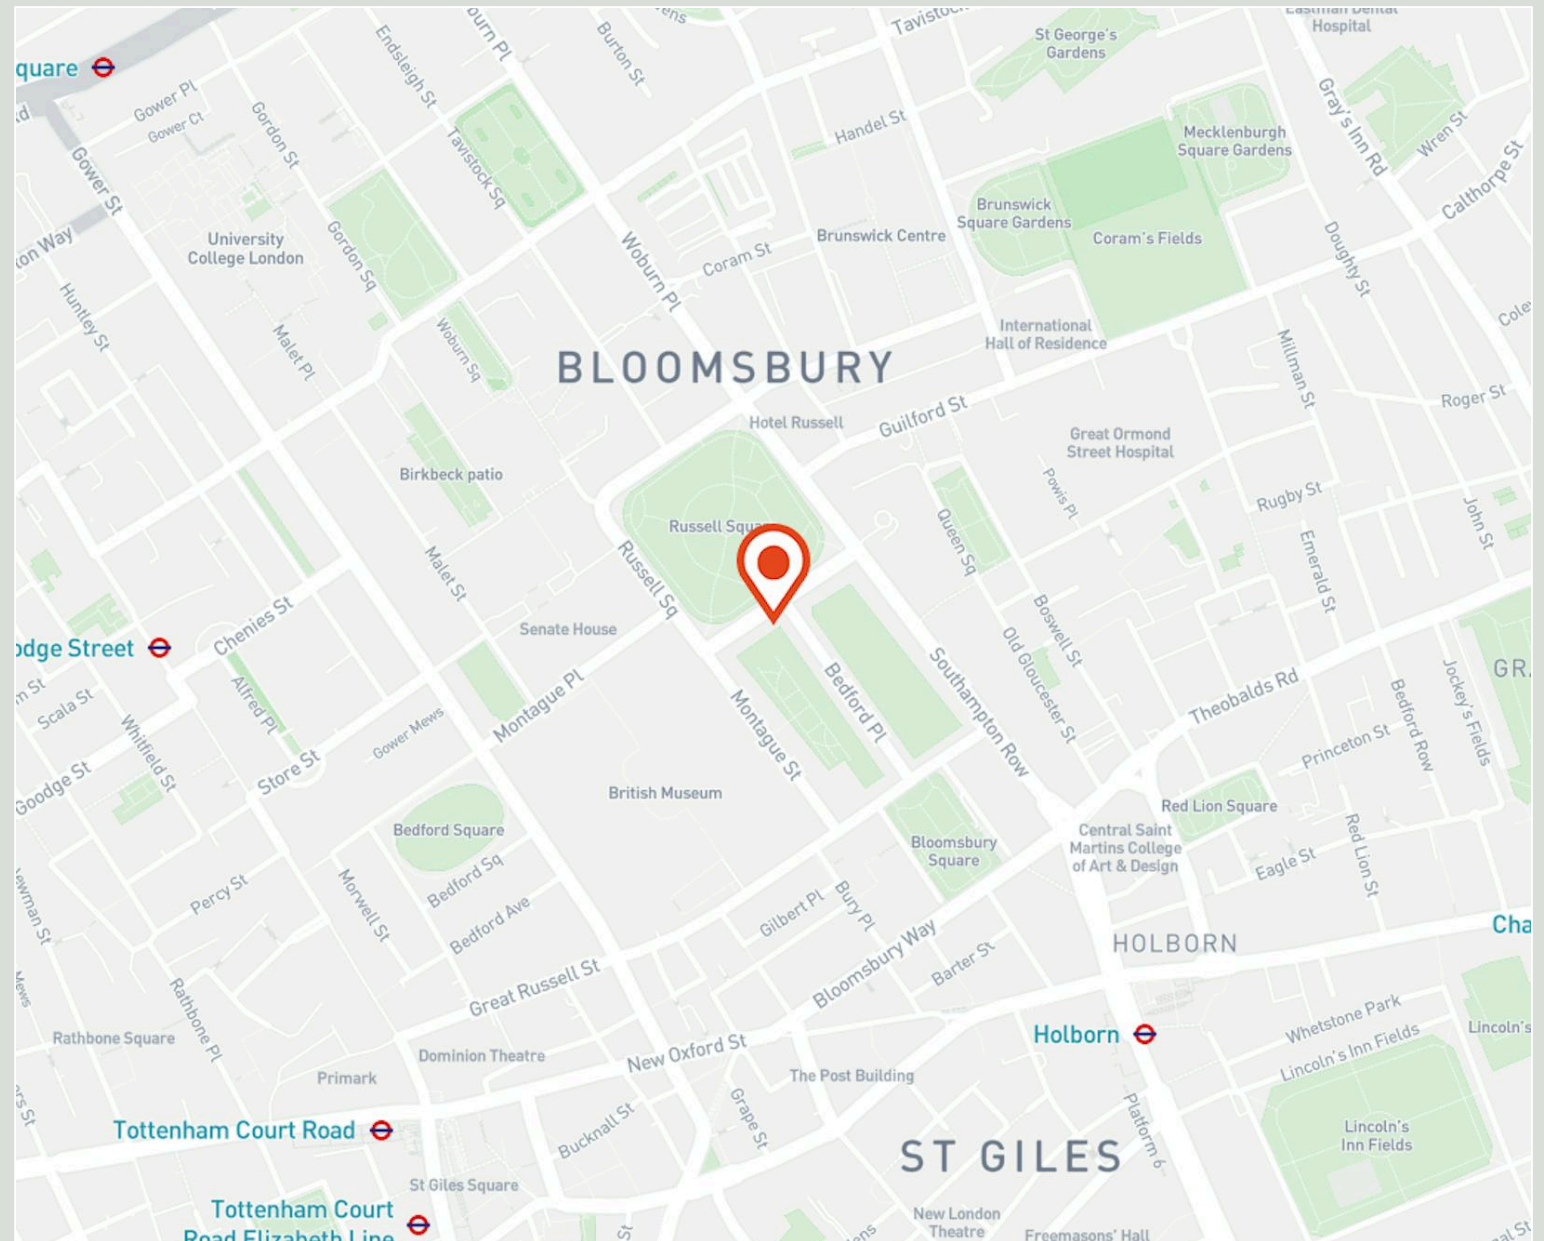 Tavistoc
Eastman Dental
Hospital
St George's
Gardens
Endsleigh St
Burton St
quare
Gower Pl
Gower Ct
Gordon St
Tavistock Sq
Handel St
Mecklenburgh
Square Gardens
Gray's Inn Rd
Wren St
Calthorpe St
Gower St
University
College London
Gordon Sq
Woburn Pl
Coram St
Brunswick Centre
Brunswick
Square Gardens
Coram's Fields
Doughty St
ton Way
Huntley St
Malet Pl
Woburn Sq
BLOOMSBURY
International
Hall of Residence
Millman St
Roger St
Hotel Russell
Guilford St
Great Ormond
Street Hospital
Birkbeck patio
Powis Pl
Rugby St
John St
Russell Squa
Queen Sq
Emerald St
Malet St
Russell Sq
Senate House
Chenies St
odge Street
Boswell St
Old Gloucester St
Southampton Row
Theobalds Rd
GR
Jockey's Fields
Bedford Row
Princeton St
Scala St
Alfred Pl
Whitfield St
Gower Mews
Montague Pl
Montague St
Bedford Pl
Goodge St
Store St
British Museum
Bedford Square
Bedford Sq
Bloomsbury
Square
Red Lion Square
Central Saint
Martins College
of Art & Design
Eagle St
Red Lion St
Percy St
Morwell St
Bedford Ave
Gilbert Pl
Bury Pl
Bloomsbury Way
Barter St
HOLBORN
Cha
Great Russell St
Rathbone Pl
Rathbone Square
Dominion Theatre
Primark
New Oxford St
The Post Building
Holborn
Whetstone Park
Lincoln's Inn Fields
Lincoln's
Tottenham Court Road
Bucknall St
Grape St
ST GILES
Platform 6
Lincoln's
Inn Fields
St Giles Square
Tottenham Court
Road Elizabeth Line
New London
Theatre
Freemasons' Hall